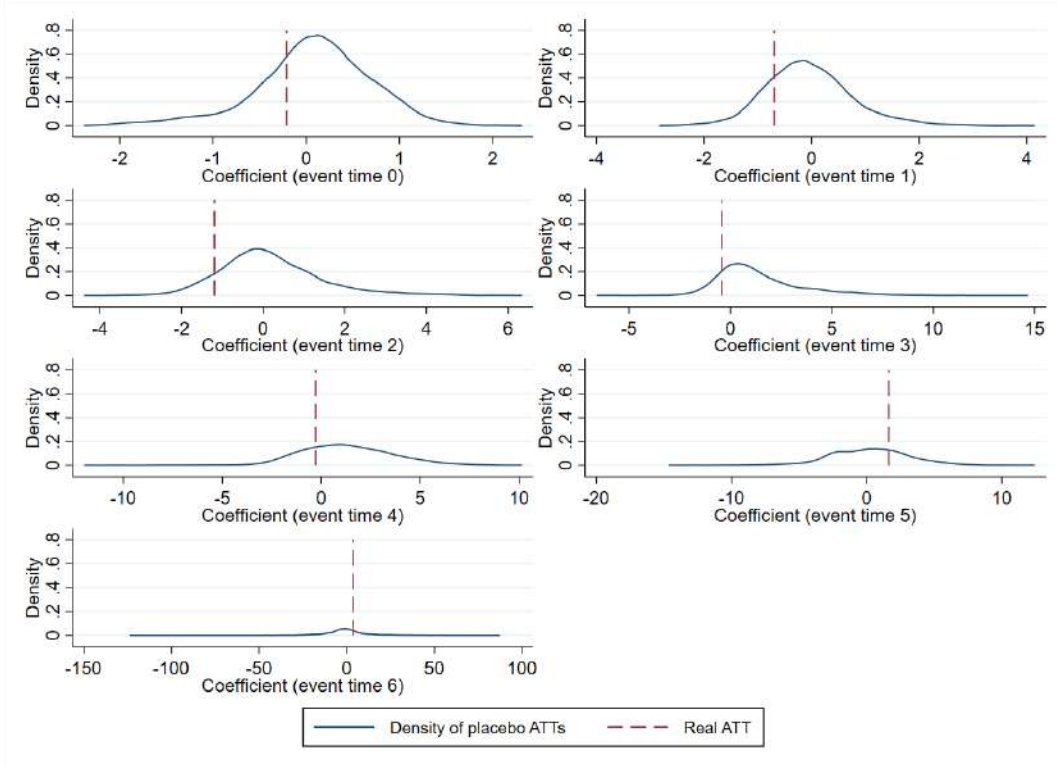 Density
0 .2 .4 .6 .8
-2 -1 0 1 2
Coefficient (event time 0)
Density
0 .2 .4 .6 .8
-4 -2 0 2 4
Coefficient (event time 1)
Density
0 .2 .4 .6 .8
-4 -2 0 2 4 6
Coefficient (event time 2)
Density
0 .2 .4 .6 .8
-5 0 5 10 15
Coefficient (event time 3)
Density
0 .2 .4 .6 .8
-10 -5 0 5 10
Coefficient (event time 4)
Density
0 .2 .4 .6 .8
-20 -10 0 10
Coefficient (event time 5)
Density
0 .2 .4 .6 .8
-150 -100 -50 0 50 100
Coefficient (event time 6)
Density of placebo ATTs
Real ATT